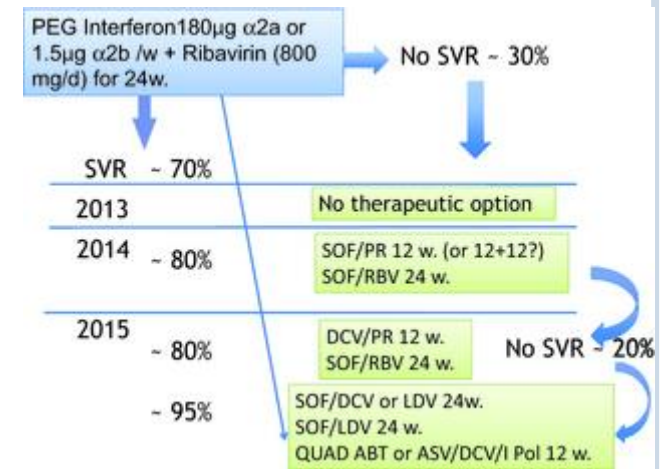 PEG Interferon180µg α2a or
1.5µg α2b /w + Ribavirin (800
mg/d) for 24w.
No SVR ~ 30%
SVR ~ 70%
2013
No therapeutic option
2014
~ 80%
SOF/PR 12 w. (or 12+12?)
SOF/RBV 24 w.
2015
~ 80%
DCV/PR 12 w.
SOF/RBV 24 w.
No SVR ~ 20%
~ 95%
SOF/DCV or LDV 24w.
SOF/LDV 24 w.
QUAD ABT or ASV/DCV/I Pol 12 w.